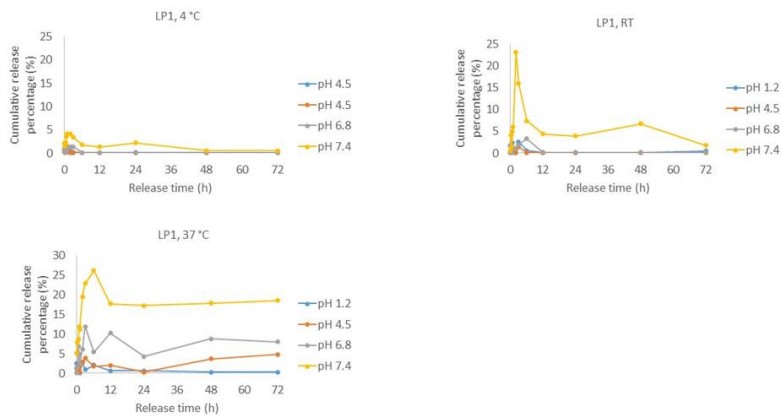 LP1, 4 °C
Cumulative release
percentage (%)
25
20
15
10
5
0
0 12 24 36 48 60 72
Release time (h)
pH 4.5
pH 4.5
pH 6.8
pH 7.4
LP1, RT
Cumulative release
percentage (%)
25
20
15
10
5
0
0 12 24 36 48 60 72
Release time (h)
pH 1.2
pH 4.5
pH 6.8
pH 7.4
LP1, 37 °C
Cumulative release
percentage (%)
30
25
20
15
10
5
0
0 12 24 36 48 60 72
Release time (h)
pH 1.2
pH 4.5
pH 6.8
pH 7.4